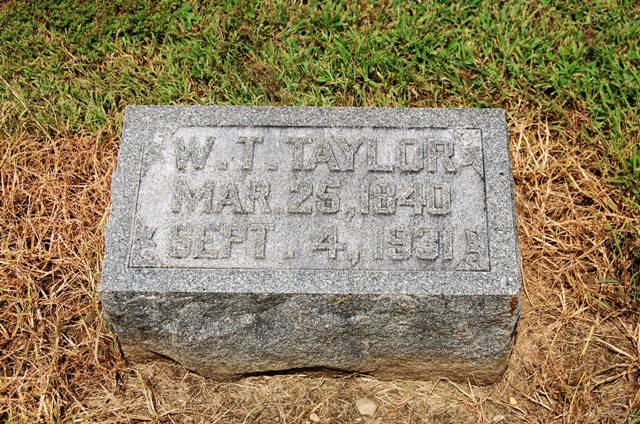 W. T. TAYLOR
MAR. 25, 1840
SEPT. 4, 1931